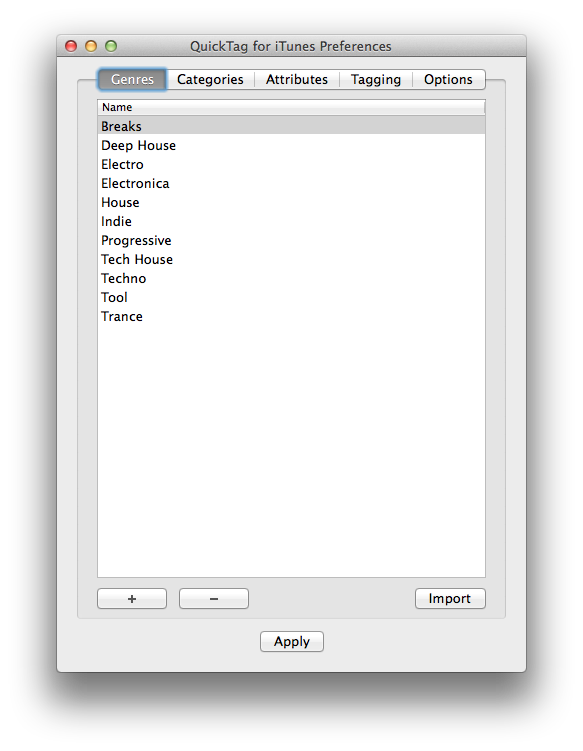 QuickTag for iTunes Preferences
Genres Categories Attributes Tagging Options
Name
Breaks
Deep House
Electro
Electronica
House
Indie
Progressive
Tech House
Techno
Tool
Trance
+ − Import
Apply